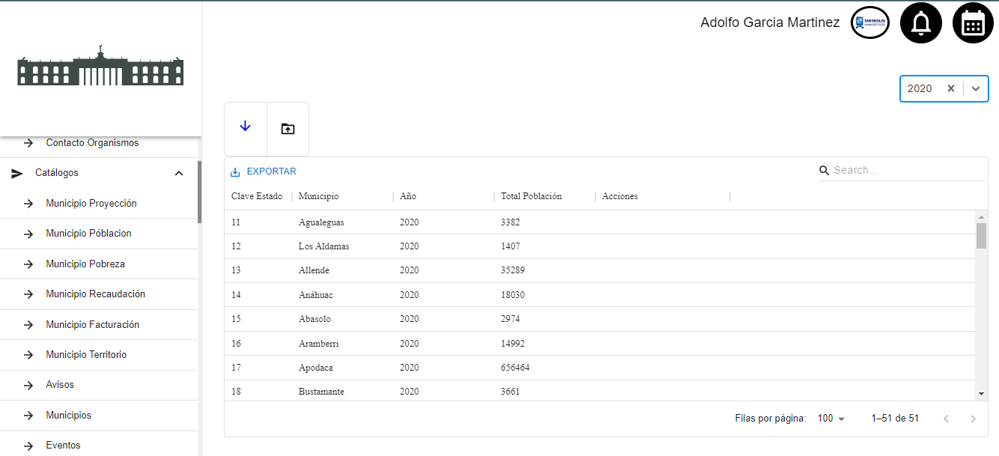 Adolfo Garcia Martinez
SAN NICOLÁS
2020
Contacto Organismos
Catálogos
Municipio Proyección
Municipio Póblacion
Municipio Pobreza
Municipio Recaudación
Municipio Facturación
Municipio Territorio
Avisos
Municipios
Eventos
EXPORTAR
Search...
Clave Estado Municipio Año Total Población Acciones
11 Agualeguas 2020 3382
12 Los Aldamas 2020 1407
13 Allende 2020 35289
14 Anáhuac 2020 18030
15 Abasolo 2020 2974
16 Aramberri 2020 14992
17 Apodaca 2020 656464
18 Bustamante 2020 3661
Filas por página: 100 1–51 de 51